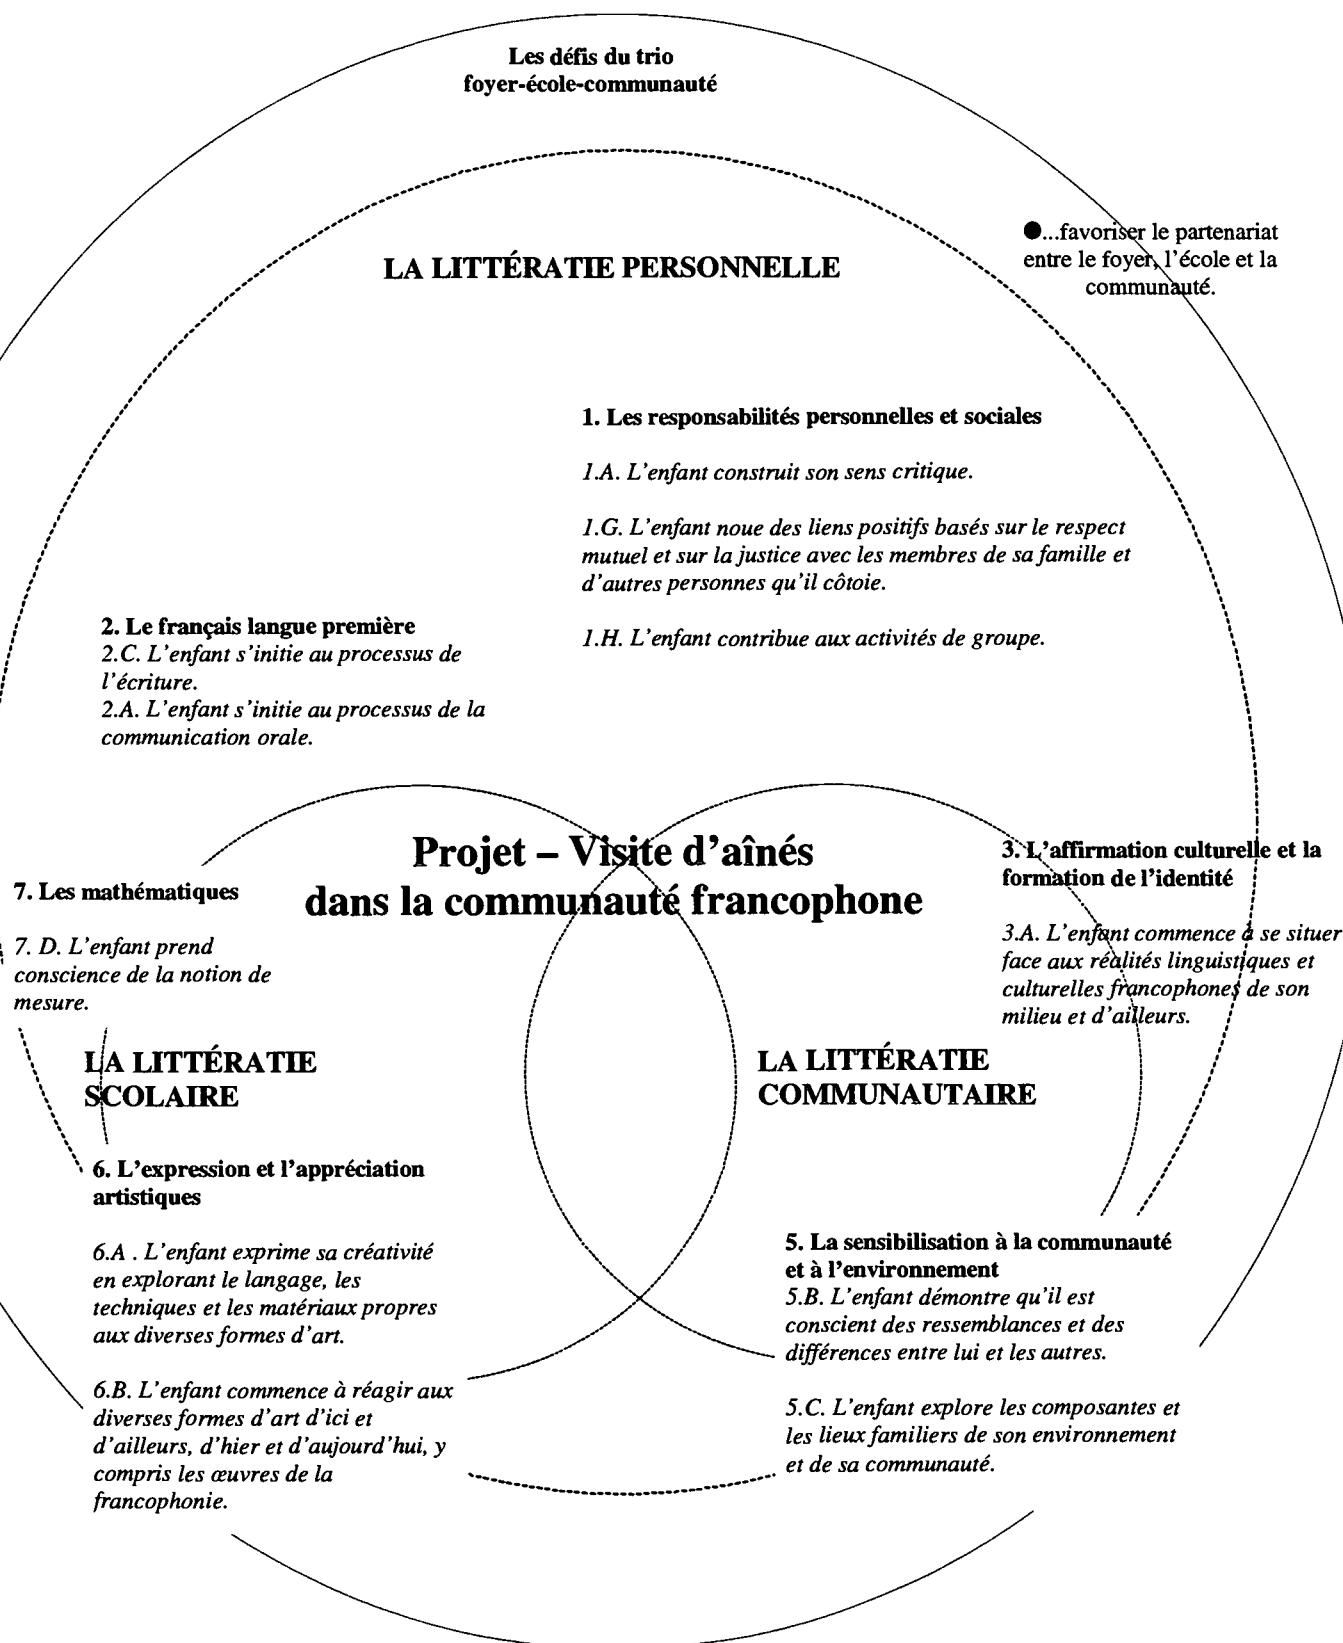 Les défis du trio
foyer-école-communauté
●...favoriser le partenariat
entre le foyer, l'école et la
communauté.
LA LITTÉRATIE PERSONNELLE
1. Les responsabilités personnelles et sociales
1.A. L'enfant construit son sens critique.
1.G. L'enfant noue des liens positifs basés sur le respect
mutuel et sur la justice avec les membres de sa famille et
d'autres personnes qu'il côtoie.
1.H. L'enfant contribue aux activités de groupe.
2. Le français langue première
2.C. L'enfant s'initie au processus de
l'écriture.
2.A. L'enfant s'initie au processus de la
communication orale.
Projet – Visite d'aînés
dans la communauté francophone
3. L'affirmation culturelle et la
formation de l'identité
3.A. L'enfant commence à se situer
face aux réalités linguistiques et
culturelles francophones de son
milieu et d'ailleurs.
7. Les mathématiques
7. D. L'enfant prend
conscience de la notion de
mesure.
LA LITTÉRATIE
SCOLAIRE
LA LITTÉRATIE
COMMUNAUTAIRE
6. L'expression et l'appréciation
artistiques
6.A . L'enfant exprime sa créativité
en explorant le langage, les
techniques et les matériaux propres
aux diverses formes d'art.
6.B. L'enfant commence à réagir aux
diverses formes d'art d'ici et
d'ailleurs, d'hier et d'aujourd'hui, y
compris les œuvres de la
francophonie.
5. La sensibilisation à la communauté
et à l'environnement
5.B. L'enfant démontre qu'il est
conscient des ressemblances et des
différences entre lui et les autres.
5.C. L'enfant explore les composantes et
les lieux familiers de son environnement
et de sa communauté.